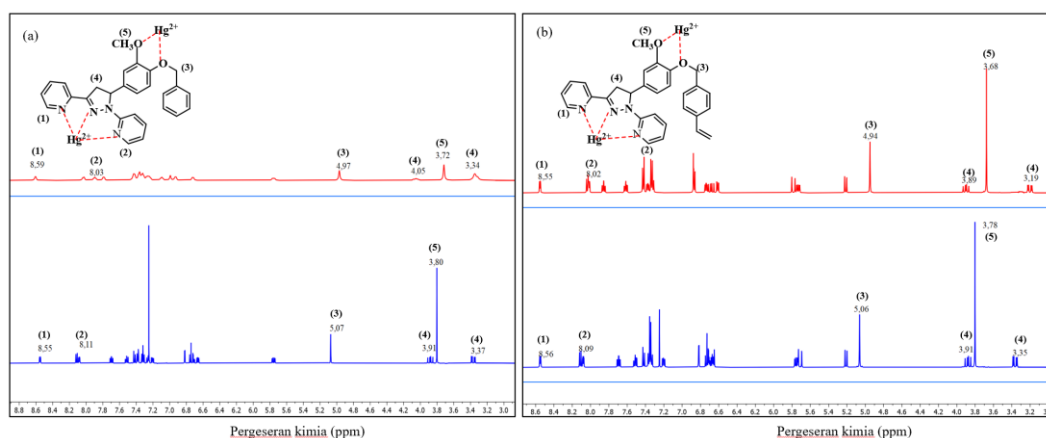 (a)
(5) Hg2+
CH3O
O
(3)
(4)
(1)
N
N
N
N
Hg2+
(2)
(1)
8,59
(2)
8,03
(3)
4,97
(4)
4,05
(5)
3,72
(4)
3,34
(1)
8,55
(2)
8,11
(3)
5,07
(4)
3,91
(5)
3,80
(4)
3,37
8.8 8.6 8.4 8.2 8.0 7.8 7.6 7.4 7.2 7.0 6.8 6.6 6.4 6.2 6.0 5.8 5.6 5.4 5.2 5.0 4.8 4.6 4.4 4.2 4.0 3.8 3.6 3.4 3.2 3.0
Pergeseran kimia (ppm)
(b)
(5) Hg2+
CH3O
O
(3)
(4)
(1)
N
N
N
N
Hg2+
(2)
(1)
8,55
(2)
8,02
(3)
4,94
(4)
3,89
(5)
3,68
(4)
3,19
(1)
8,56
(2)
8,09
(3)
5,06
(4)
3,91
3,78
(5)
(4)
3,35
8.6 8.4 8.2 8.0 7.8 7.6 7.4 7.2 7.0 6.8 6.6 6.4 6.2 6.0 5.8 5.6 5.4 5.2 5.0 4.8 4.6 4.4 4.2 4.0 3.8 3.6 3.4 3.2
Pergeseran kimia (ppm)